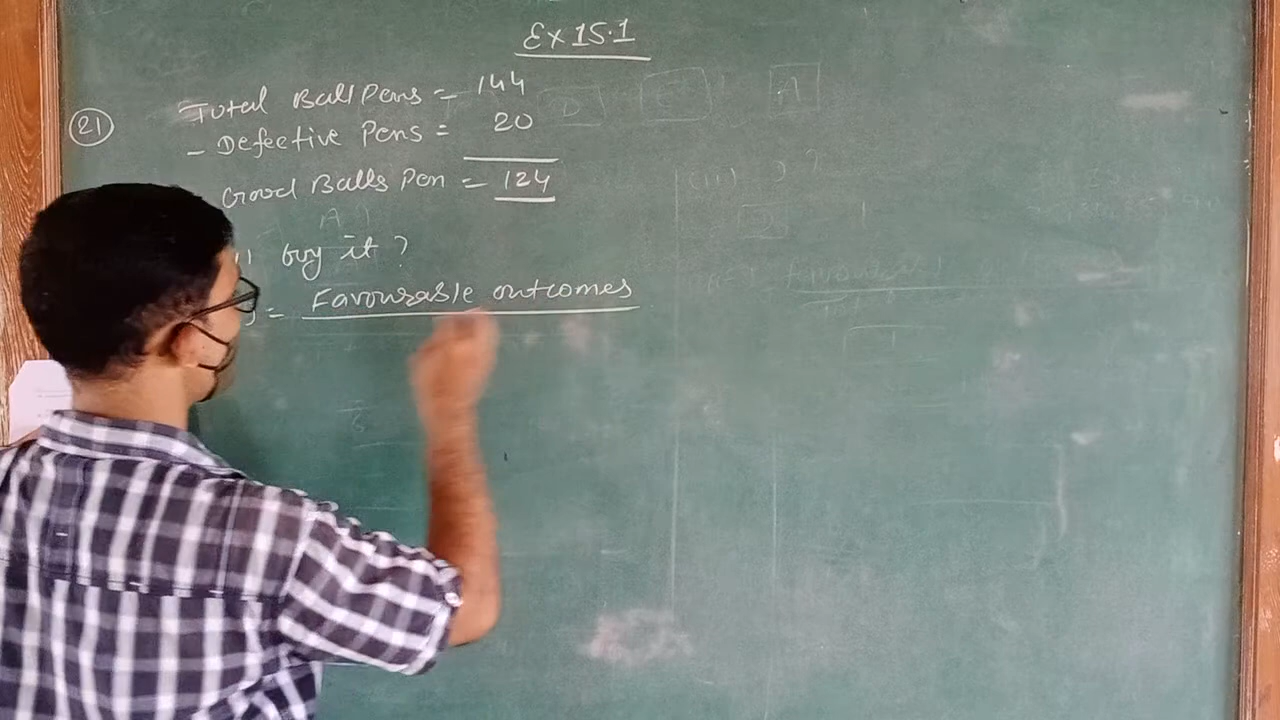 Ex 15.1
21 Total Ball Pens = 144
- Defective Pens = 20
Good Balls Pen = 124
buy it ?
= Favourable outcomes